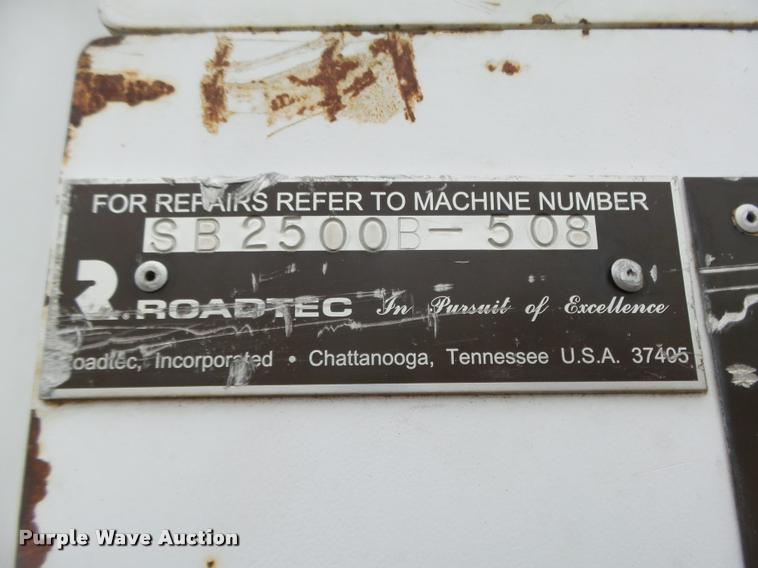 FOR REPAIRS REFER TO MACHINE NUMBER
SB2500B-508
ROADTEC In Pursuit of Excellence
Roadtec, Incorporated • Chattanooga, Tennessee U.S.A. 37405
Purple Wave Auction